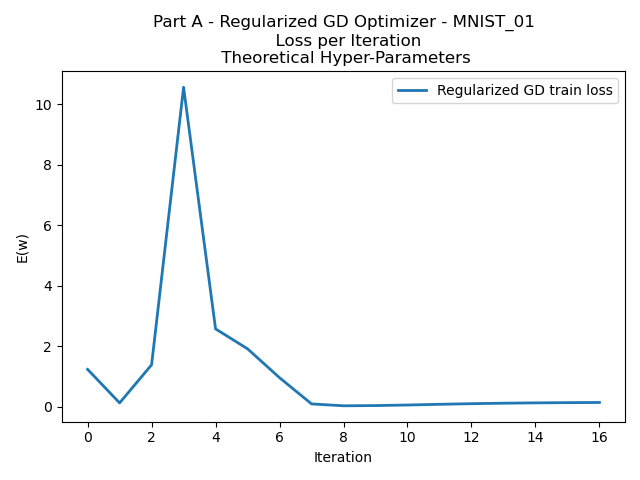 Part A - Regularized GD Optimizer - MNIST_01
Loss per Iteration
Theoretical Hyper-Parameters
Regularized GD train loss
E(w)
10
8
6
4
2
0
0 2 4 6 8 10 12 14 16
Iteration